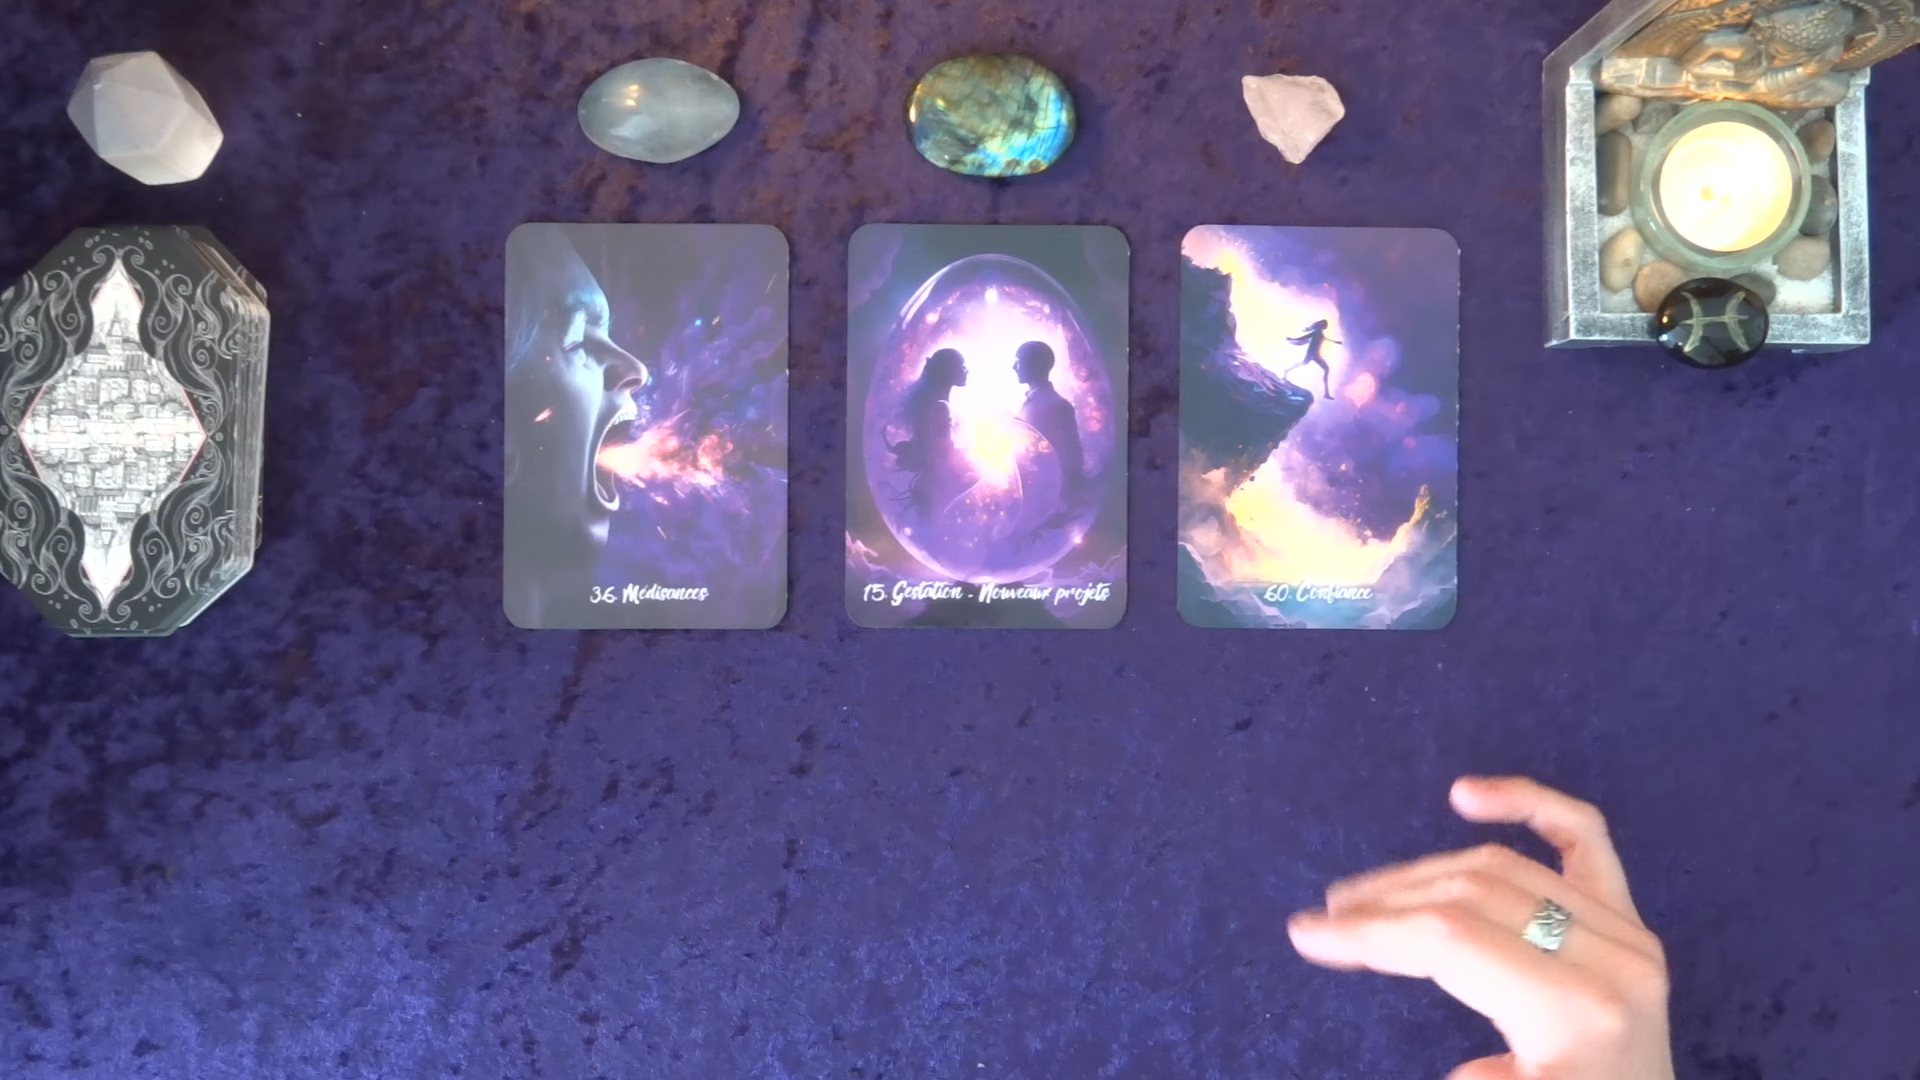 36. Médisances
15. Gestation - Nouveaux projets
60. Confiance